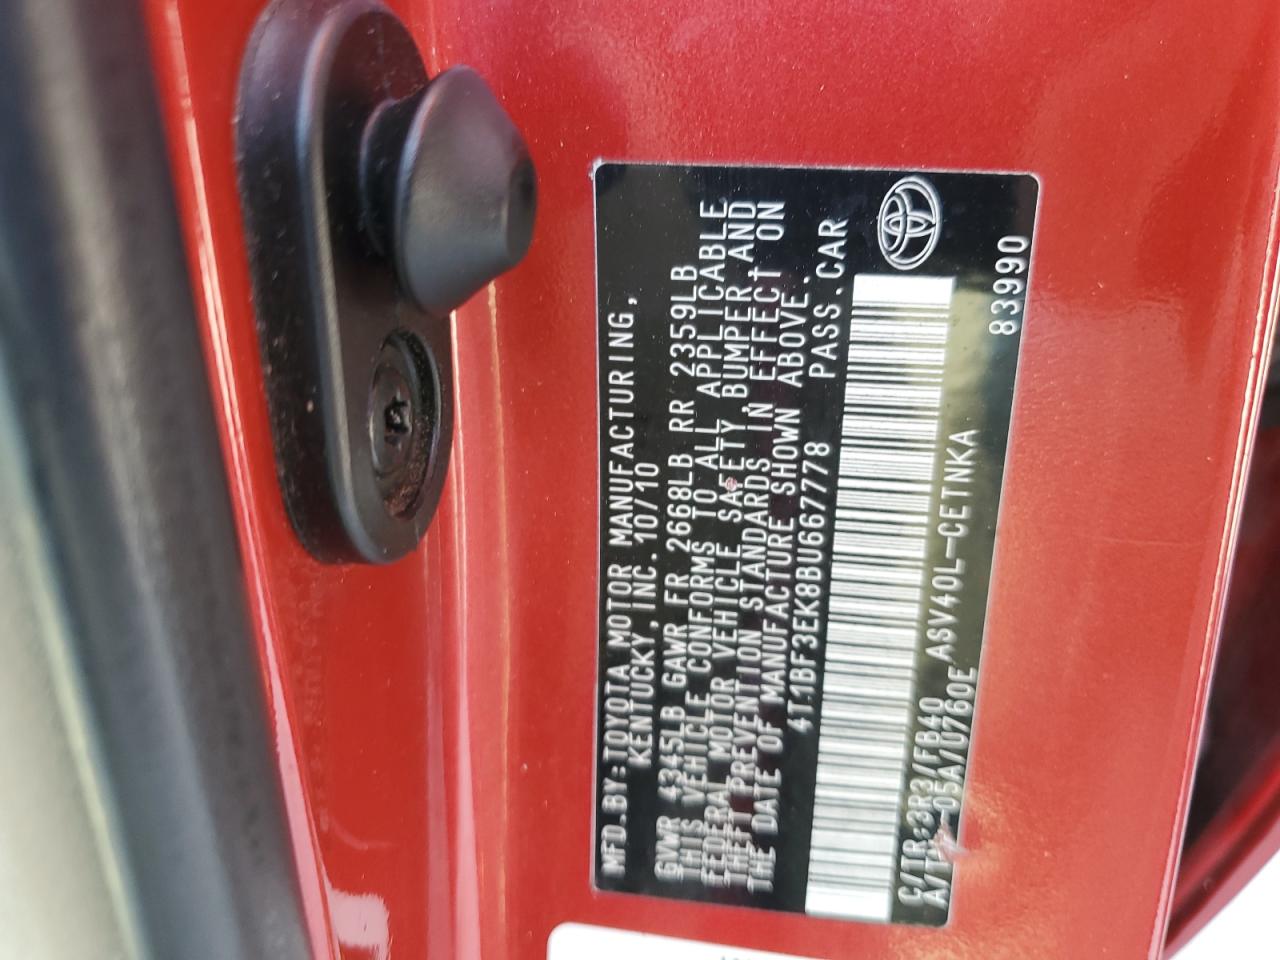 MFD.BY:TOYOTA MOTOR MANUFACTURING,
KENTUCKY,INC. 10/10
GVWR 4345LB GAWR FR 2668LB RR 2359LB
THIS VEHICLE CONFORMS TO ALL APPLICABLE
FEDERAL MOTOR VEHICLE SAFETY,BUMPER,AND
THEFT PREVENTION STANDARDS IN EFFECT ON
THE DATE OF MANUFACTURE SHOWN ABOVE.
4T1BF3EK8BU667778 PASS.CAR
C/TR:3R3/FB40 ASV40L-CETNKA
-05A/U760E
83990